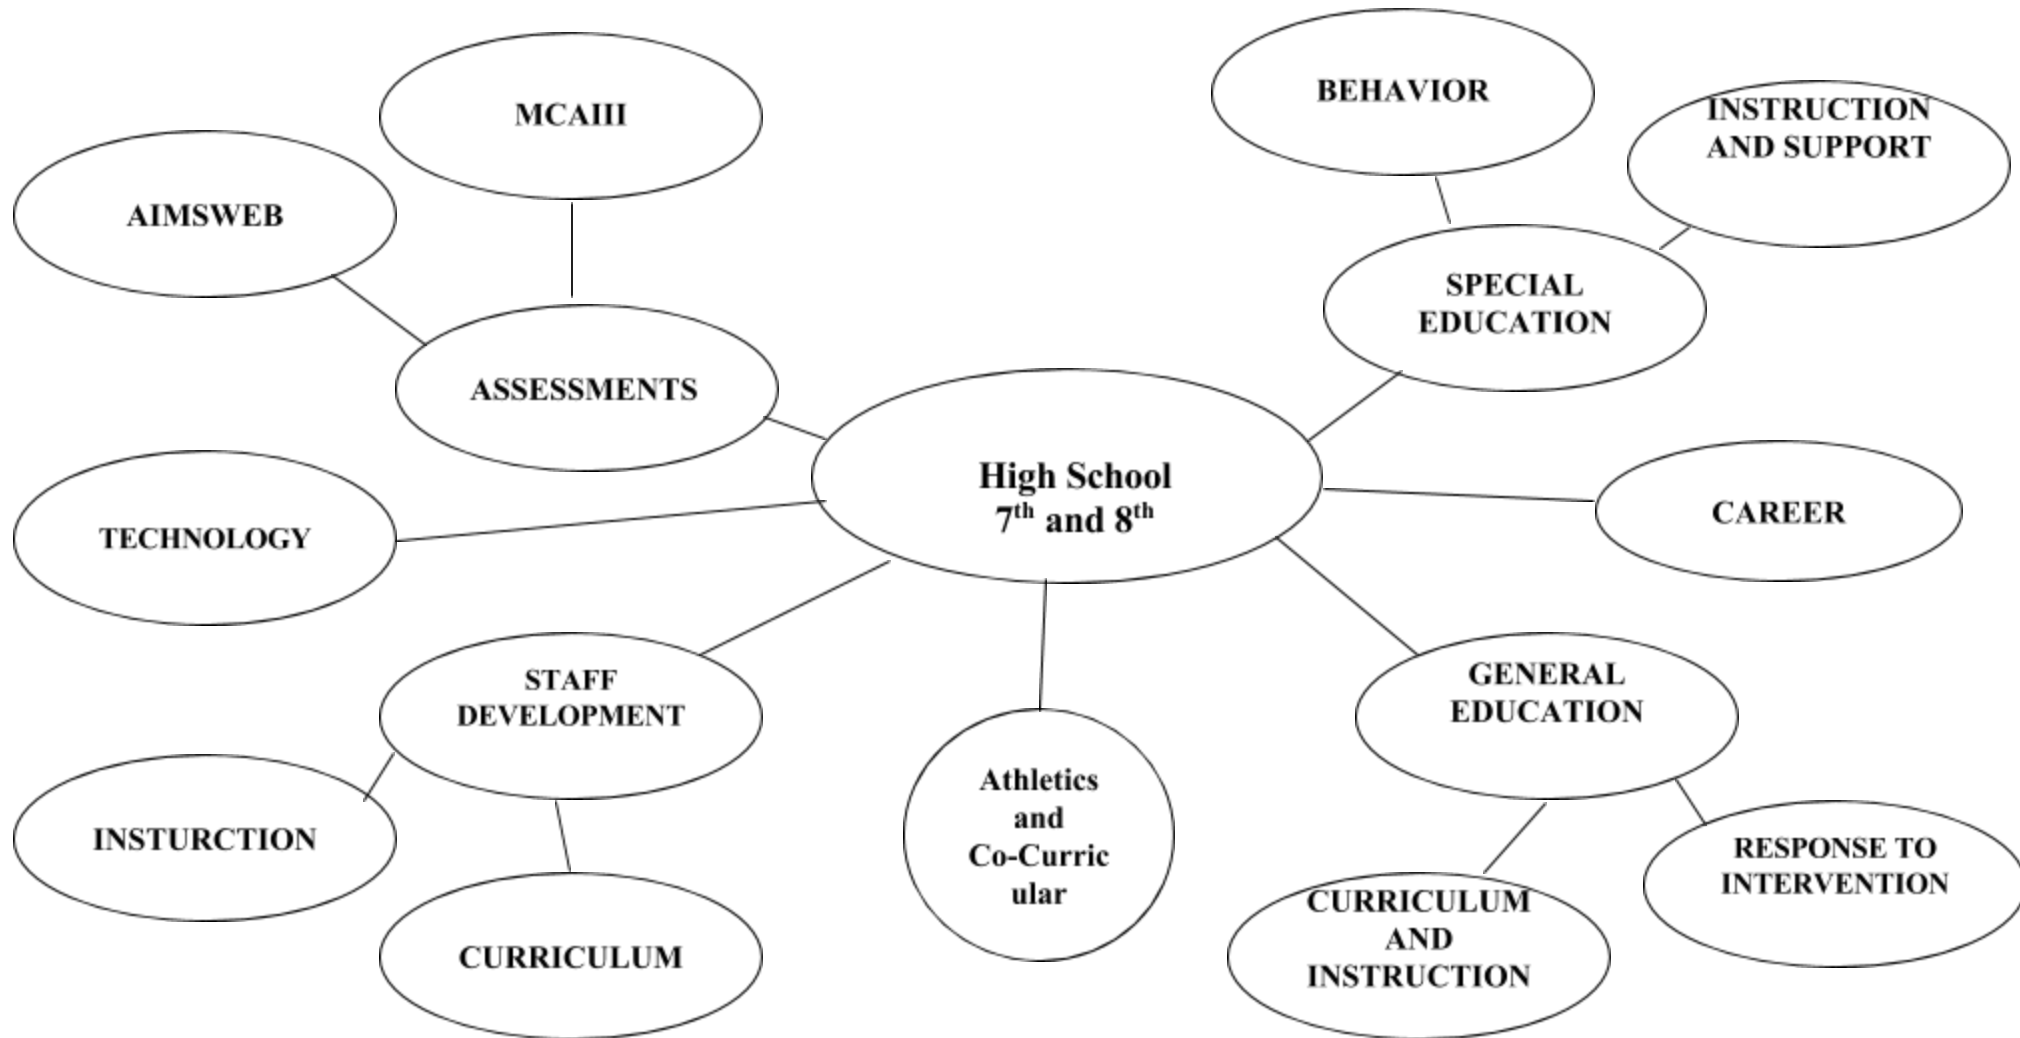 MCAIII
AIMSWEB
ASSESSMENTS
BEHAVIOR
INSTRUCTION
AND SUPPORT
SPECIAL
EDUCATION
High School
7th and 8th
TECHNOLOGY
CAREER
STAFF
DEVELOPMENT
INSTURCTION
CURRICULUM
Athletics
and
Co-Curric
ular
GENERAL
EDUCATION
CURRICULUM
AND
INSTRUCTION
RESPONSE TO
INTERVENTION